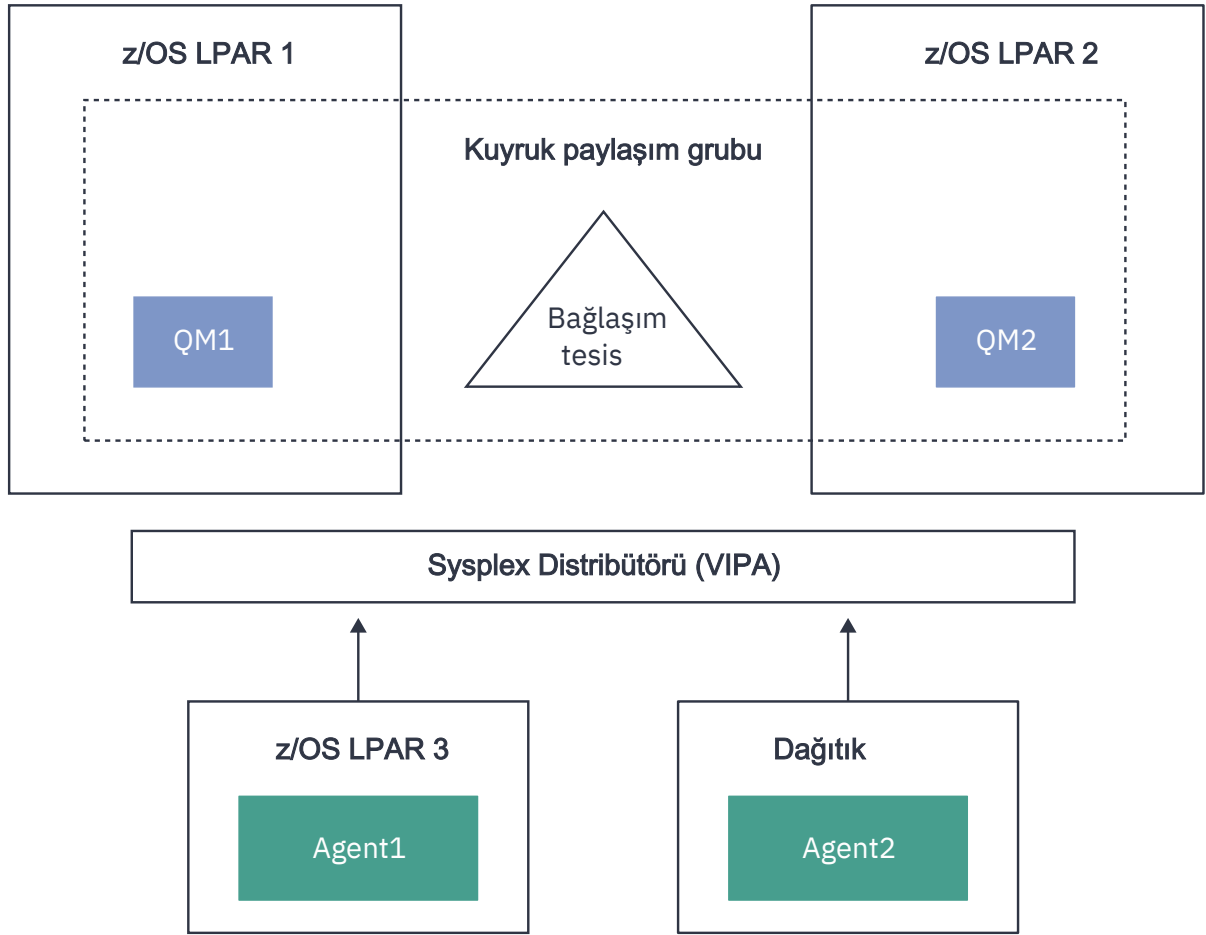 z/OS LPAR 1
z/OS LPAR 2
Kuyruk paylaşım grubu
Bağlaşım
tesis
QM1
QM2
Sysplex Distribütörü (VIPA)
z/OS LPAR 3
Dağıtık
Agent1
Agent2